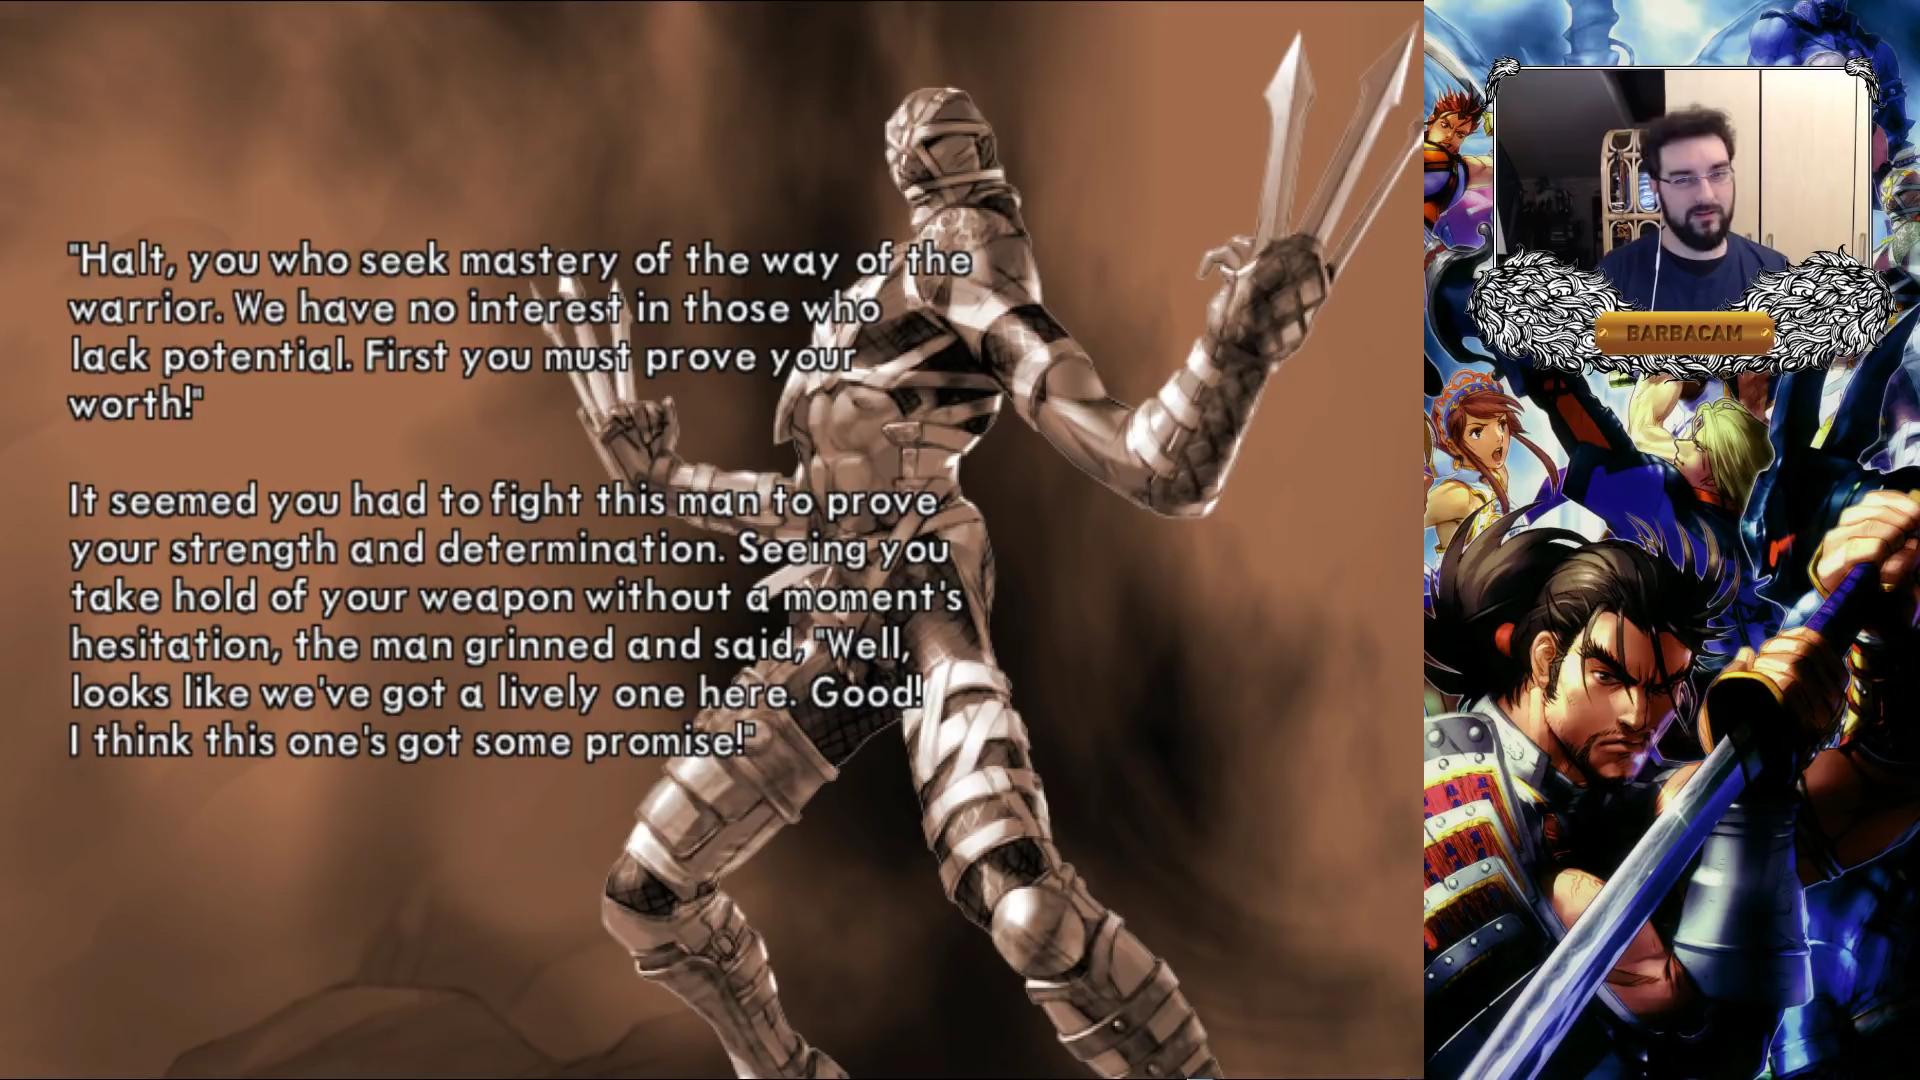 "Halt, you who seek mastery of the way of the
warrior. We have no interest in those who
lack potential. First you must prove your
worth!"
It seemed you had to fight this man to prove
your strength and determination. Seeing you
take hold of your weapon without a moment's
hesitation, the man grinned and said, "Well,
looks like we've got a lively one here. Good!
I think this one's got some promise!"
BARBACAM